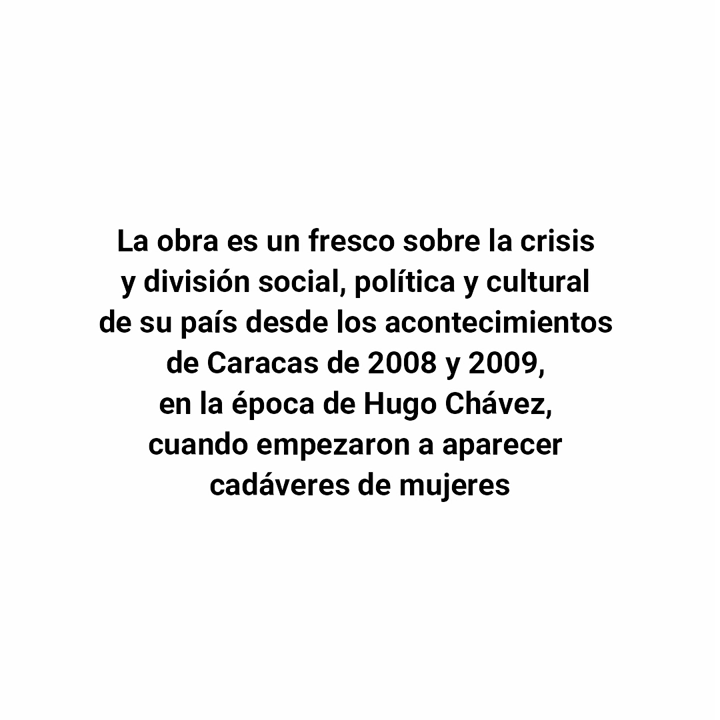 La obra es un fresco sobre la crisis
y división social, política y cultural
de su país desde los acontecimientos
de Caracas de 2008 y 2009,
en la época de Hugo Chávez,
cuando empezaron a aparecer
cadáveres de mujeres